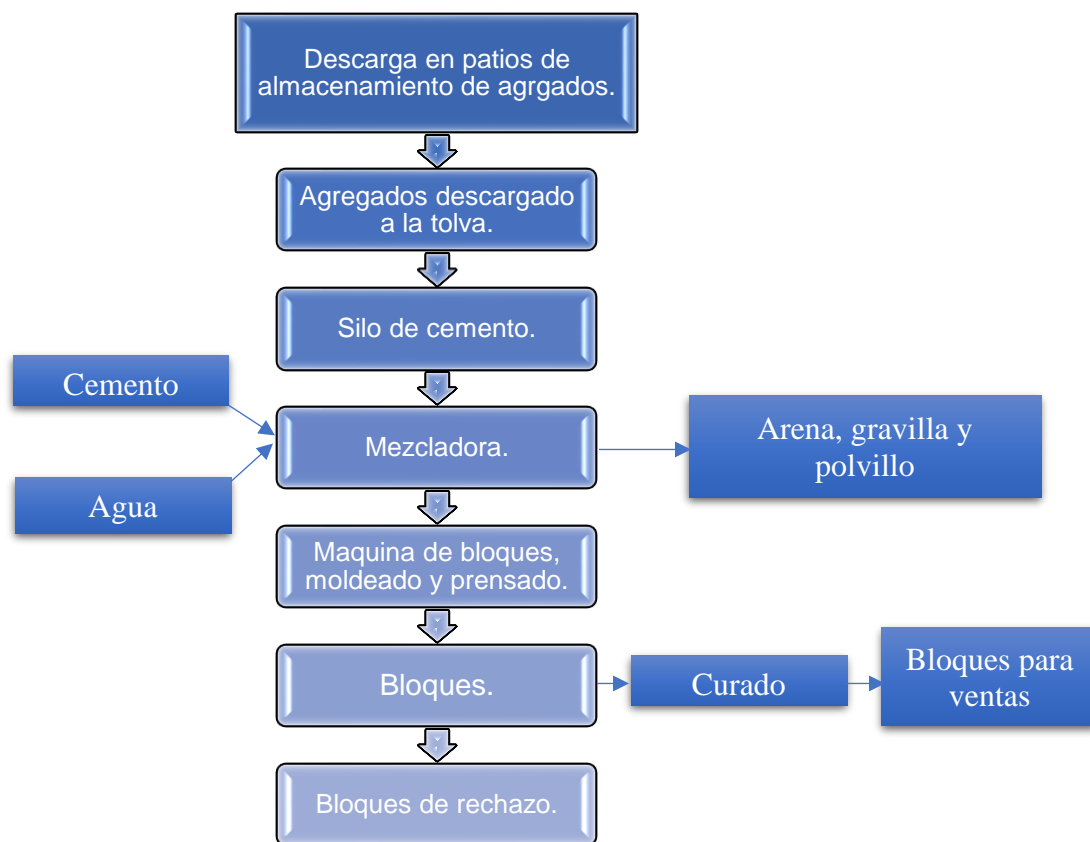 Descarga en patios de
almacenamiento de agrgados.
Agregados descargado
a la tolva.
Silo de cemento.
Cemento
Agua
Mezcladora.
Arena, gravilla y
polvillo
Maquina de bloques,
moldeado y prensado.
Bloques.
Curado
Bloques para
ventas
Bloques de rechazo.